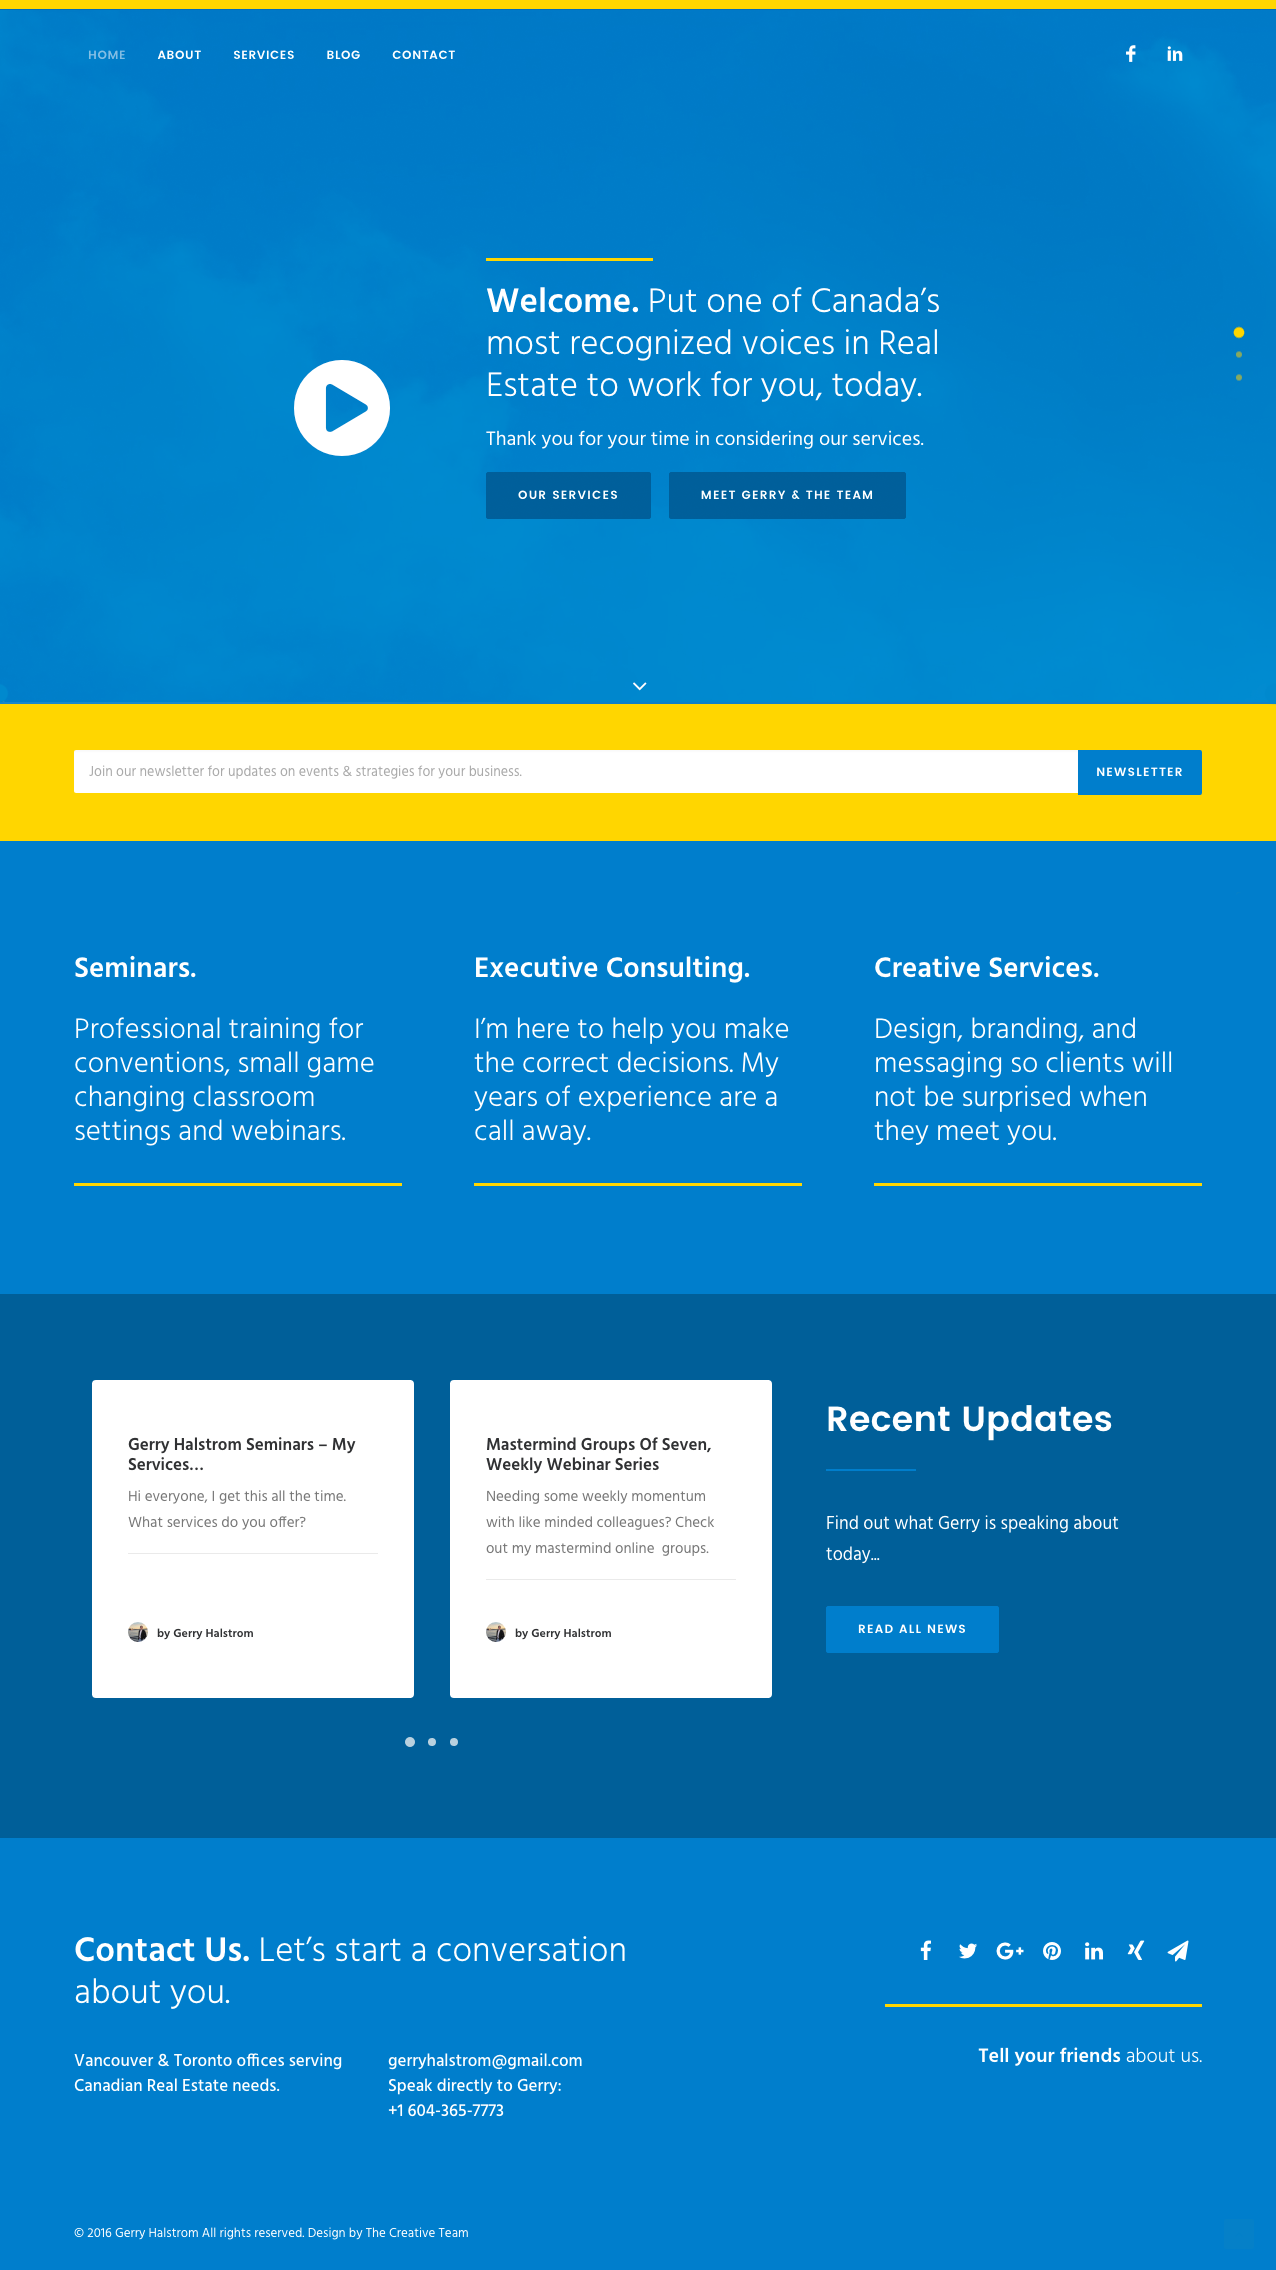 HOME ABOUT SERVICES BLOG CONTACT
Welcome. Put one of Canada’s
most recognized voices in Real
Estate to work for you, today.
Thank you for your time in considering our services.
OUR SERVICES MEET GERRY & THE TEAM
Join our newsletter for updates on events & strategies for your business. NEWSLETTER
Seminars.
Professional training for
conventions, small game
changing classroom
settings and webinars.
Executive Consulting.
I’m here to help you make
the correct decisions. My
years of experience are a
call away.
Creative Services.
Design, branding, and
messaging so clients will
not be surprised when
they meet you.
Gerry Halstrom Seminars – My
Services…
Hi everyone, I get this all the time.
What services do you offer?
by Gerry Halstrom
Mastermind Groups Of Seven,
Weekly Webinar Series
Needing some weekly momentum
with like minded colleagues? Check
out my mastermind online  groups.
by Gerry Halstrom
Recent Updates
Find out what Gerry is speaking about
today...
READ ALL NEWS
Contact Us. Let’s start a conversation
about you.
Vancouver & Toronto offices serving
Canadian Real Estate needs.
gerryhalstrom@gmail.com
Speak directly to Gerry:
+1 604-365-7773
Tell your friends about us.
© 2016 Gerry Halstrom All rights reserved. Design by The Creative Team